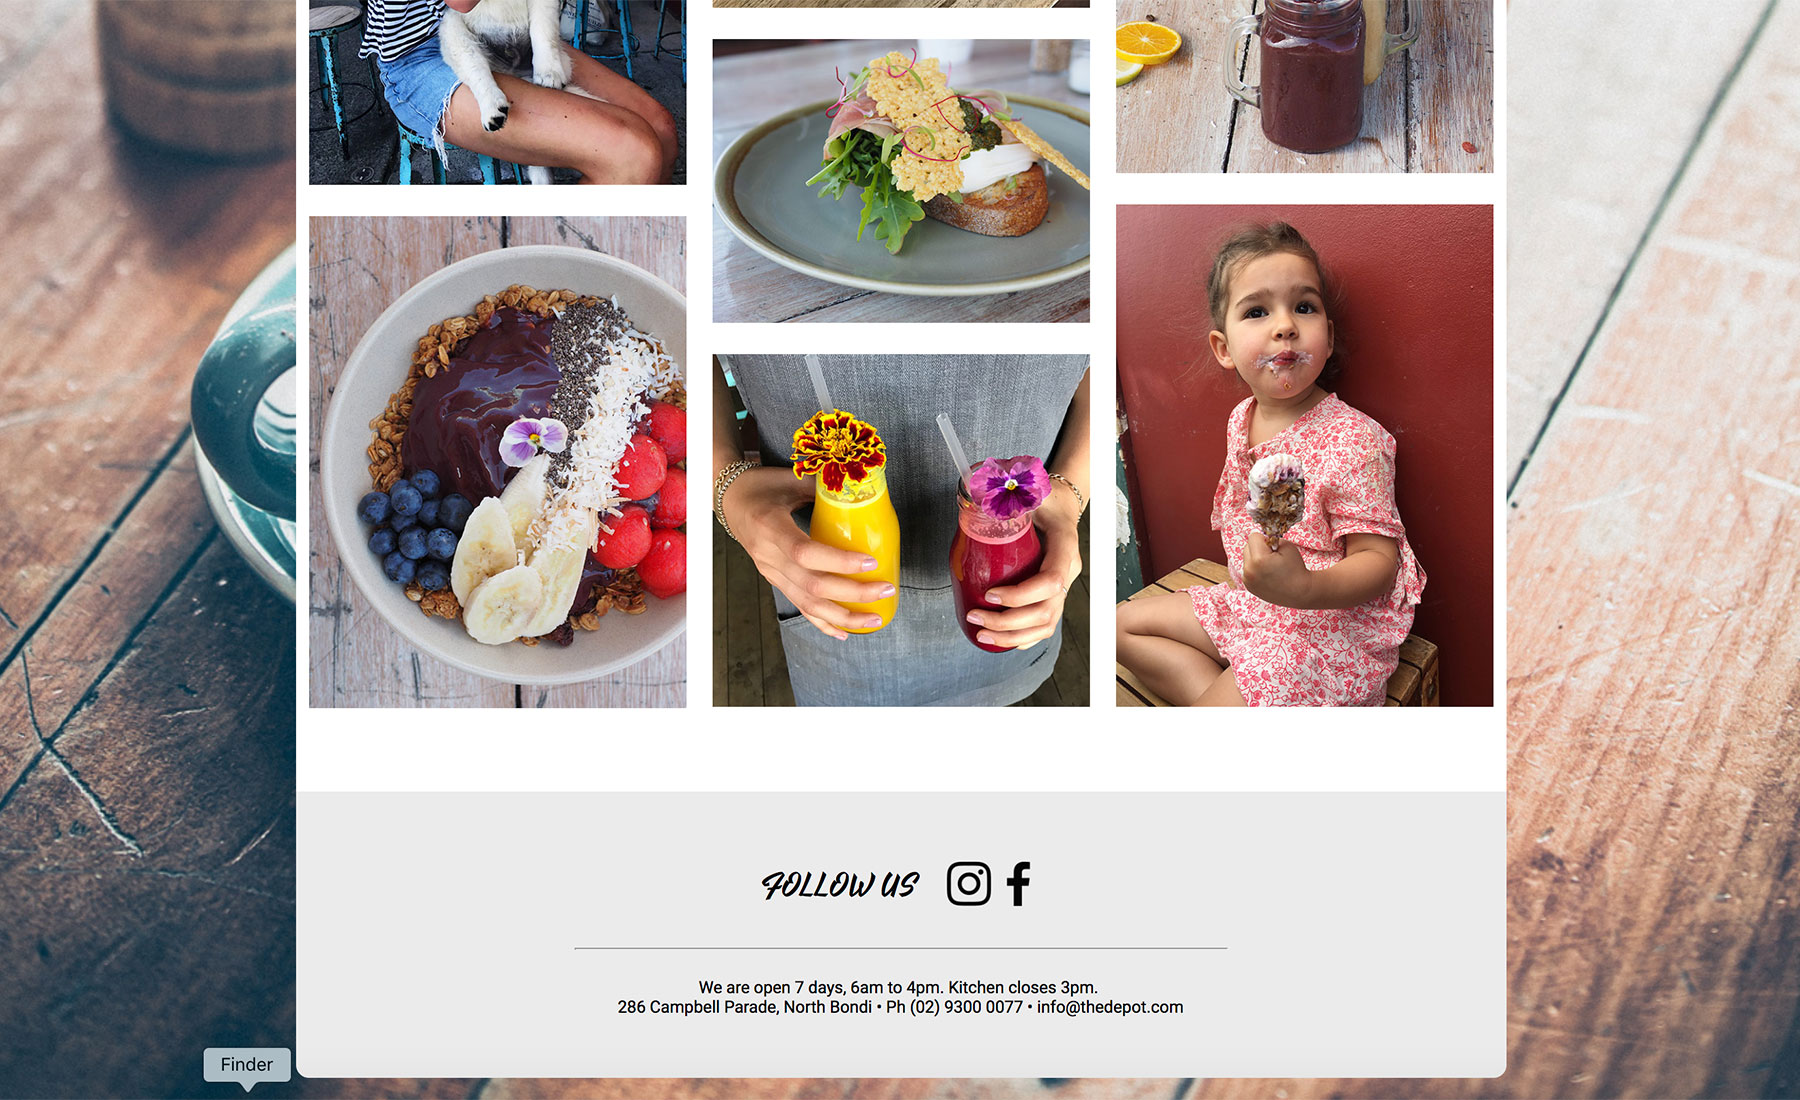 FOLLOW US
We are open 7 days, 6am to 4pm. Kitchen closes 3pm.
286 Campbell Parade, North Bondi • Ph (02) 9300 0077 • info@thedepot.com
Finder